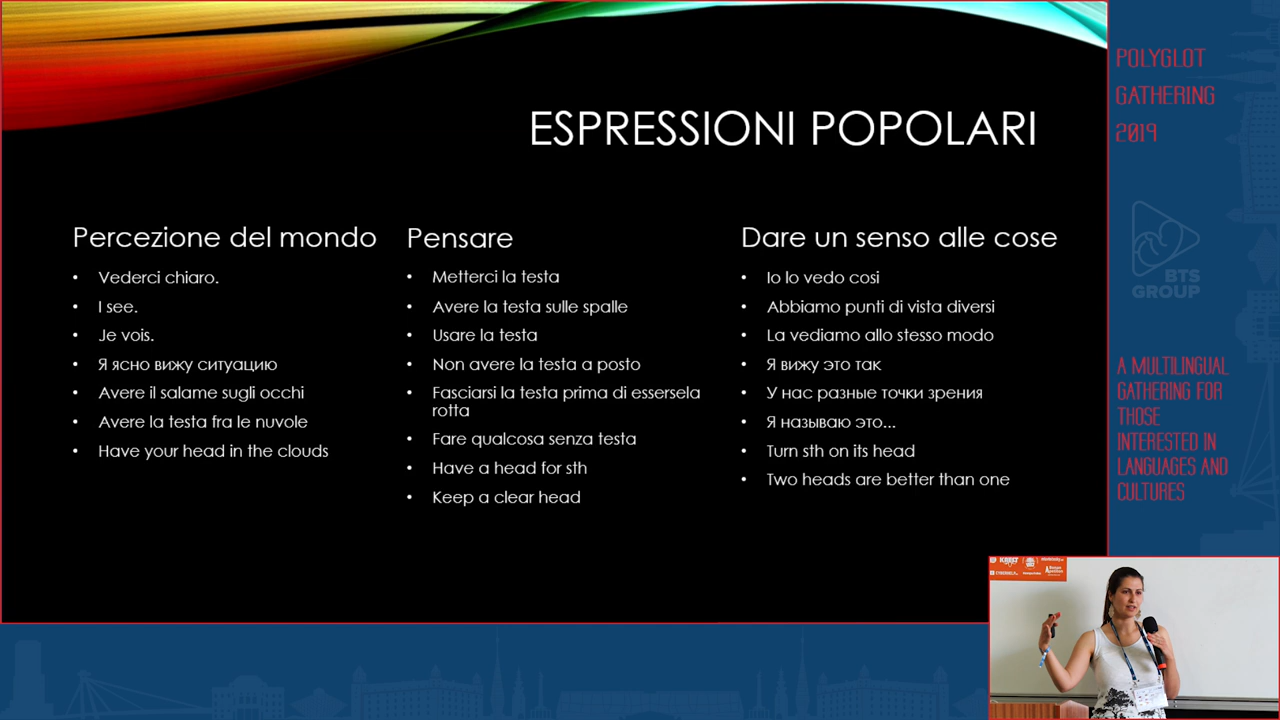 ESPRESSIONI POPOLARI
Percezione del mondo
• Vederci chiaro.
• I see.
• Je vois.
• Я ясно вижу ситуацию
• Avere il salame sugli occhi
• Avere la testa fra le nuvole
• Have your head in the clouds
Pensare
• Metterci la testa
• Avere la testa sulle spalle
• Usare la testa
• Non avere la testa a posto
• Fasciarsi la testa prima di essersela
rotta
• Fare qualcosa senza testa
• Have a head for sth
• Keep a clear head
Dare un senso alle cose
• Io lo vedo cosi
• Abbiamo punti di vista diversi
• La vediamo allo stesso modo
• Я вижу это так
• У нас разные точки зрения
• Я называю это...
• Turn sth on its head
• Two heads are better than one
POLYGLOT
GATHERING
2019
BTS
GROUP
A MULTILINGUAL
GATHERING FOR
THOSE
INTERESTED IN
LANGUAGES AND
CULTURES